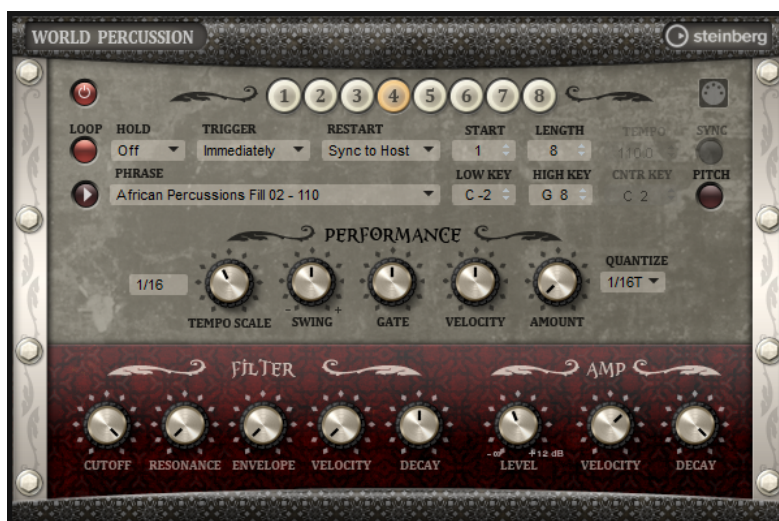 WORLD PERCUSSION
steinberg
1 2 3 4 5 6 7 8
LOOP HOLD TRIGGER RESTART START LENGTH TEMPO SYNC
Off Immediately Sync to Host 1 8 110.0
PHRASE LOW KEY HIGH KEY CNTR KEY PITCH
African Percussions Fill 02 - 110 C -2 G 8 C 2
PERFORMANCE
QUANTIZE
1/16 - + 1/16T
TEMPO SCALE SWING GATE VELOCITY AMOUNT
FILTER AMP
-∞ +12 dB
CUTOFF RESONANCE ENVELOPE VELOCITY DECAY LEVEL VELOCITY DECAY